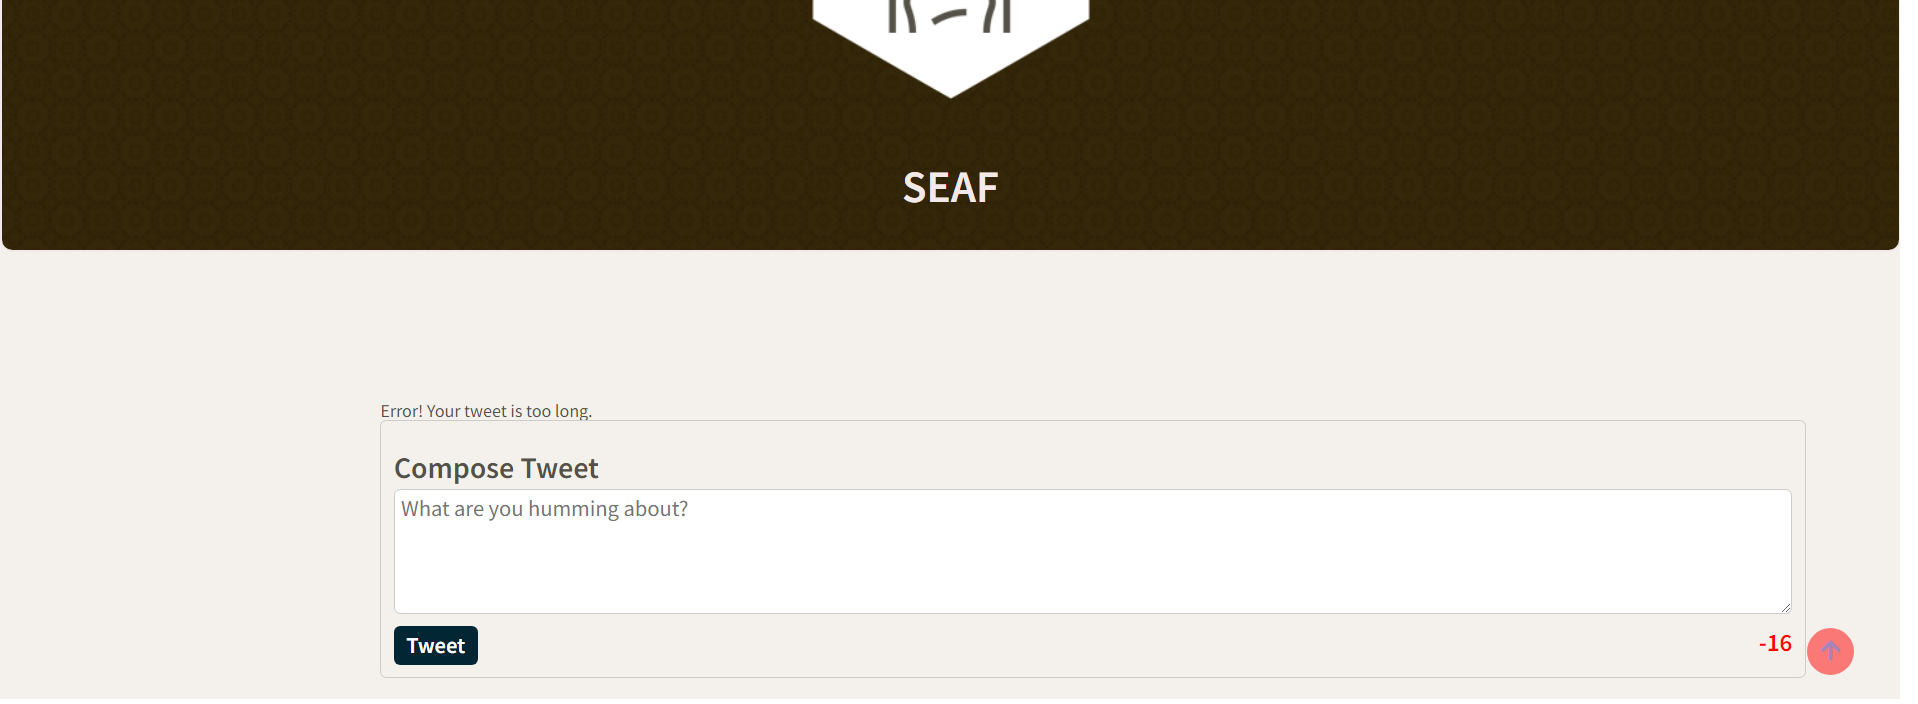 SEAF
Error! Your tweet is too long.
Compose Tweet
What are you humming about?
Tweet
-16